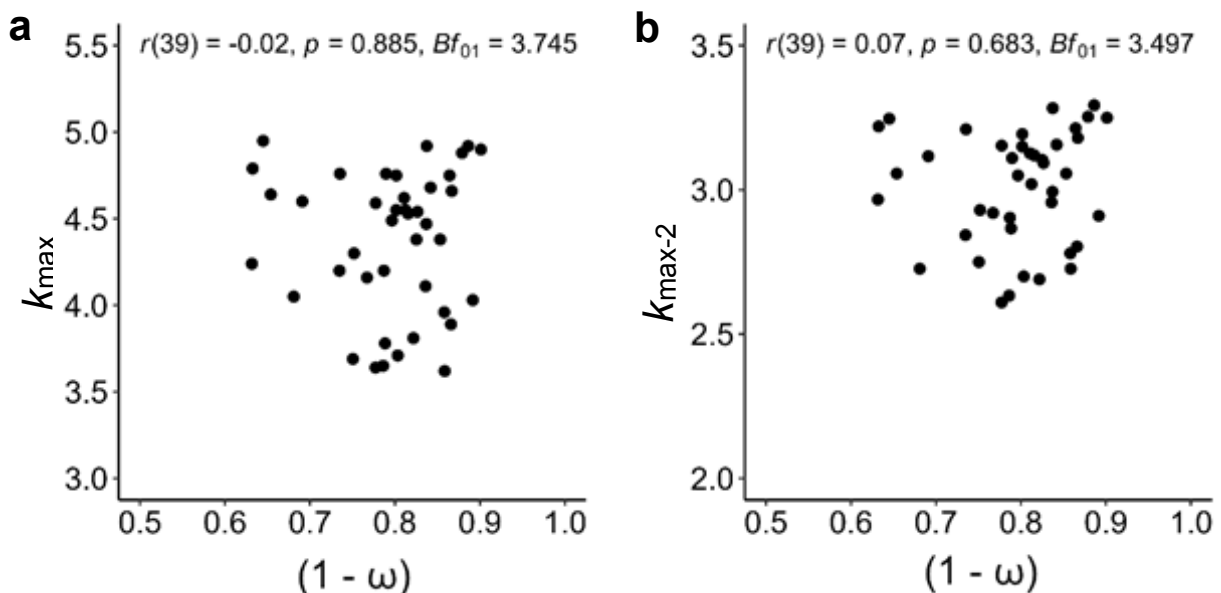 a
r(39) = -0.02, p = 0.885, Bf01 = 3.745
5.5
5.0
4.5
4.0
3.5
3.0
kmax
0.5 0.6 0.7 0.8 0.9 1.0
(1 - ω)
b
r(39) = 0.07, p = 0.683, Bf01 = 3.497
3.5
3.0
2.5
2.0
kmax-2
0.5 0.6 0.7 0.8 0.9 1.0
(1 - ω)